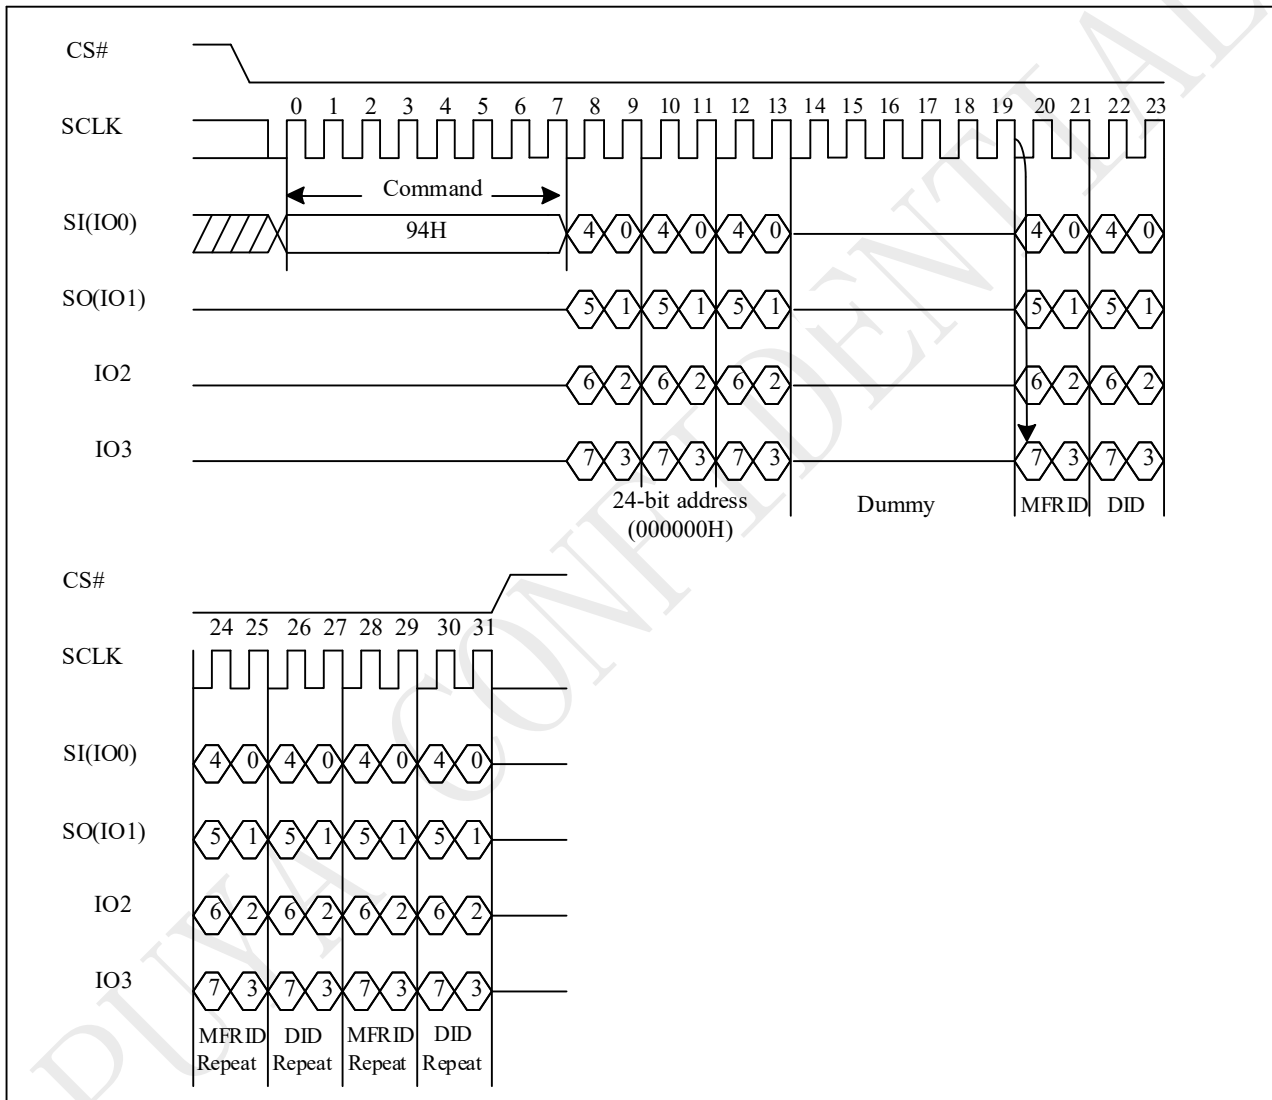 CS#
0 1 2 3 4 5 6 7 8 9 10 11 12 13 14 15 16 17 18 19 20 21 22 23
SCLK
Command
SI(IO0) 94H 4 0 4 0 4 0 4 0 4 0
SO(IO1) 5 1 5 1 5 1 5 1 5 1
IO2 6 2 6 2 6 2 6 2 6 2
IO3 7 3 7 3 7 3 7 3 7 3
24-bit address Dummy MFRID DID
(000000H)
CS#
24 25 26 27 28 29 30 31
SCLK
SI(IO0) 4 0 4 0 4 0 4 0
SO(IO1) 5 1 5 1 5 1 5 1
IO2 6 2 6 2 6 2 6 2
IO3 7 3 7 3 7 3 7 3
MFRID DID MFRID DID
Repeat Repeat Repeat Repeat
PUYA CONFIDENTIAL